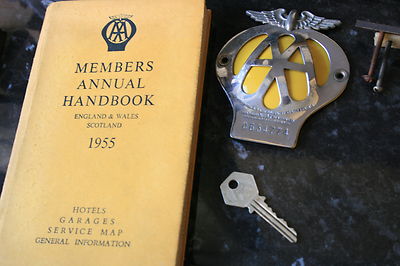 AA
MEMBERS
ANNUAL
HANDBOOK
ENGLAND & WALES
SCOTLAND
1955
HOTELS
GARAGES
SERVICE MAP
GENERAL INFORMATION
AA